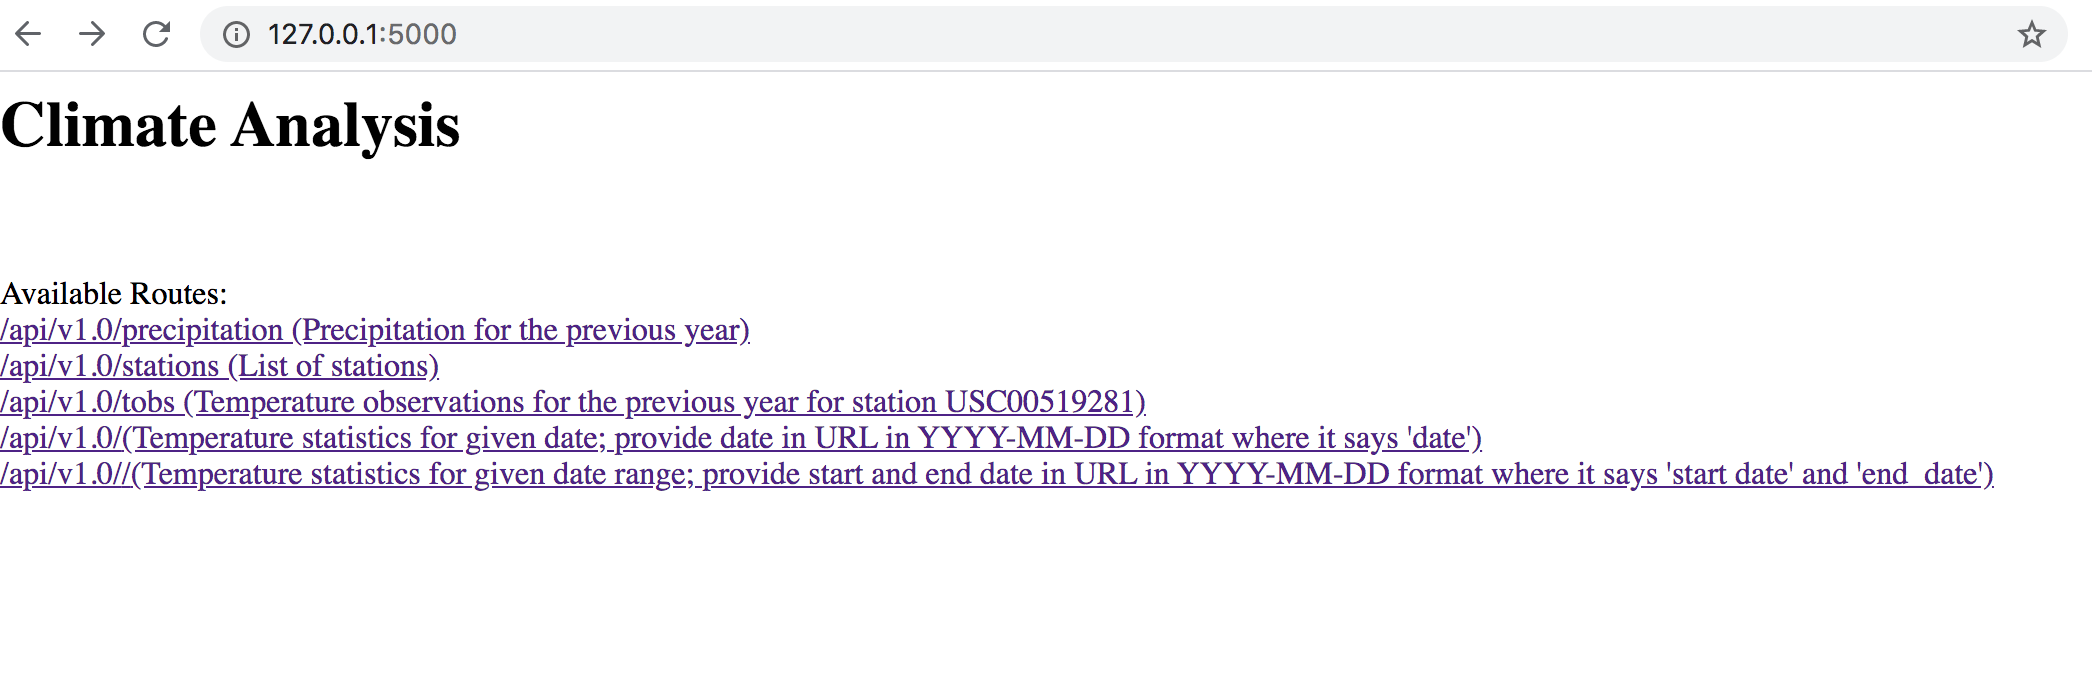 127.0.0.1:5000
Climate Analysis
Available Routes:
/api/v1.0/precipitation (Precipitation for the previous year)
/api/v1.0/stations (List of stations)
/api/v1.0/tobs (Temperature observations for the previous year for station USC00519281)
/api/v1.0/(Temperature statistics for given date; provide date in URL in YYYY-MM-DD format where it says 'date')
/api/v1.0//(Temperature statistics for given date range; provide start and end date in URL in YYYY-MM-DD format where it says 'start date' and 'end_date')